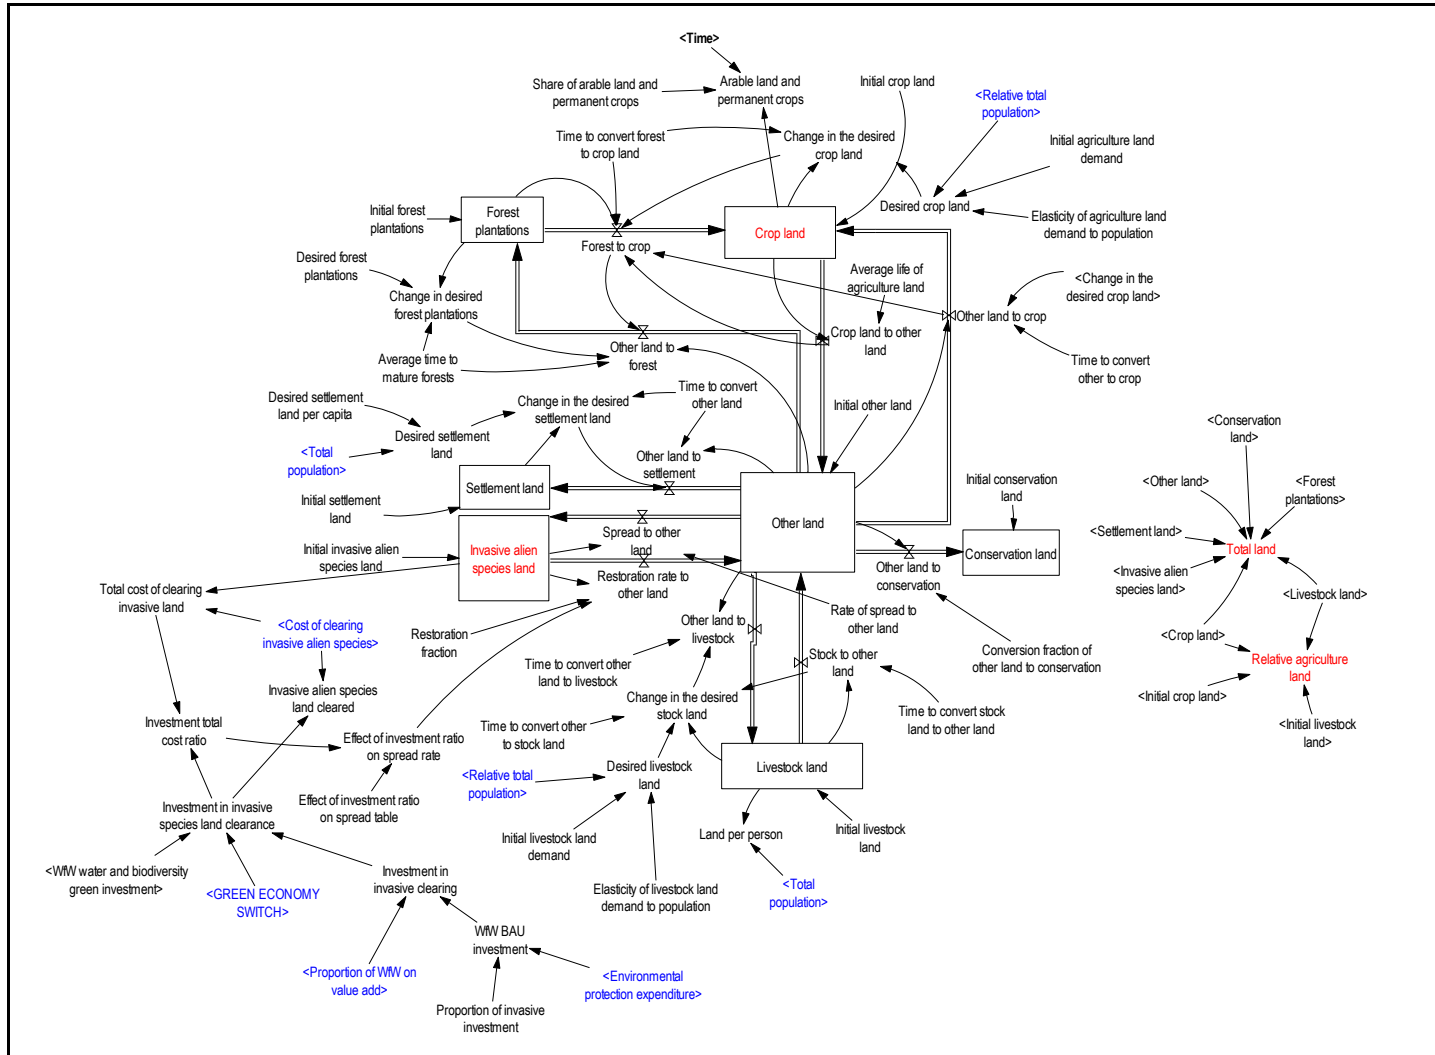 <Time>
Share of arable land and
permanent crops
Arable land and
permanent crops
Initial crop land
<Relative total
population>
Time to convert forest
to crop land
Change in the desired
crop land
Initial agriculture land
demand
Initial forest
plantations
Forest
plantations
Crop land
Desired crop land
Elasticity of agriculture land
demand to population
Forest to crop
Desired forest
plantations
Average life of
agriculture land
<Change in the
desired crop land>
Change in desired
forest plantations
Other land to crop
Crop land to other
land
Average time to
mature forests
Other land to
forest
Time to convert
other to crop
Desired settlement
land per capita
Change in the desired
settlement land
Time to convert
other land
Initial other land
<Conservation
land>
Desired settlement
land
<Total
population>
Other land to
settlement
Settlement land
Initial settlement
land
Other land
Initial conservation
land
<Other land>
<Forest
plantations>
<Settlement land>
Total land
Initial invasive alien
species land
Invasive alien
species land
Spread to other
land
Conservation land
<Invasive alien
species land>
Restoration rate to
other land
Other land to
conservation
Total cost of clearing
invasive land
<Livestock land>
<Cost of clearing
invasive alien species>
Restoration
fraction
Other land to
livestock
Rate of spread to
other land
<Crop land>
Conversion fraction of
other land to conservation
Time to convert other
land to livestock
Stock to other
land
Relative agriculture
land
Invasive alien species
land cleared
Change in the desired
stock land
<Initial crop land>
Time to convert stock
land to other land
Investment total
cost ratio
Time to convert other
to stock land
<Initial livestock
land>
Effect of investment ratio
on spread rate
<Relative total
population>
Desired livestock
land
Livestock land
Effect of investment ratio
on spread table
Investment in invasive
species land clearance
Initial livestock land
demand
Land per person
Initial livestock
land
<WfW water and biodiversity
green investment>
<GREEN ECONOMY
SWITCH>
Investment in
invasive clearing
Elasticity of livestock land
demand to population
<Total
population>
WfW BAU
investment
<Proportion of WfW on
value add>
<Environmental
protection expenditure>
Proportion of invasive
investment